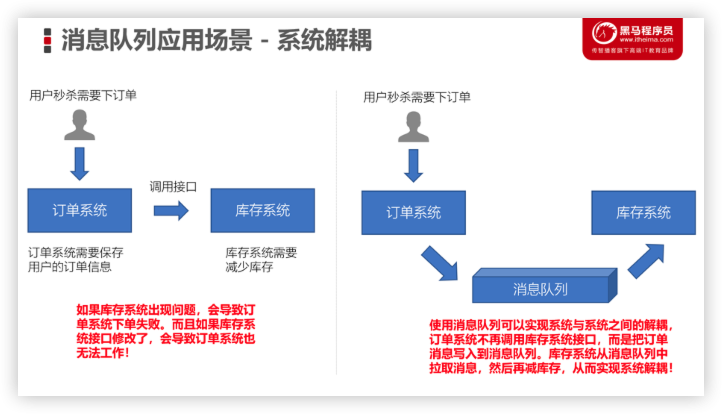 消息队列应用场景 - 系统解耦
黑马程序员
www.itheima.com
传智播客旗下高端IT教育品牌
用户秒杀需要下订单
调用接口
订单系统
库存系统
订单系统需要保存
用户的订单信息
库存系统需要
减少库存
如果库存系统出现问题，会导致订
单系统下单失败。而且如果库存系
统接口修改了，会导致订单系统也
无法工作！
用户秒杀需要下订单
订单系统
库存系统
消息队列
使用消息队列可以实现系统与系统之间的解耦，
订单系统不再调用库存系统接口，而是把订单
消息写入到消息队列。库存系统从消息队列中
拉取消息，然后再减库存，从而实现系统解耦！